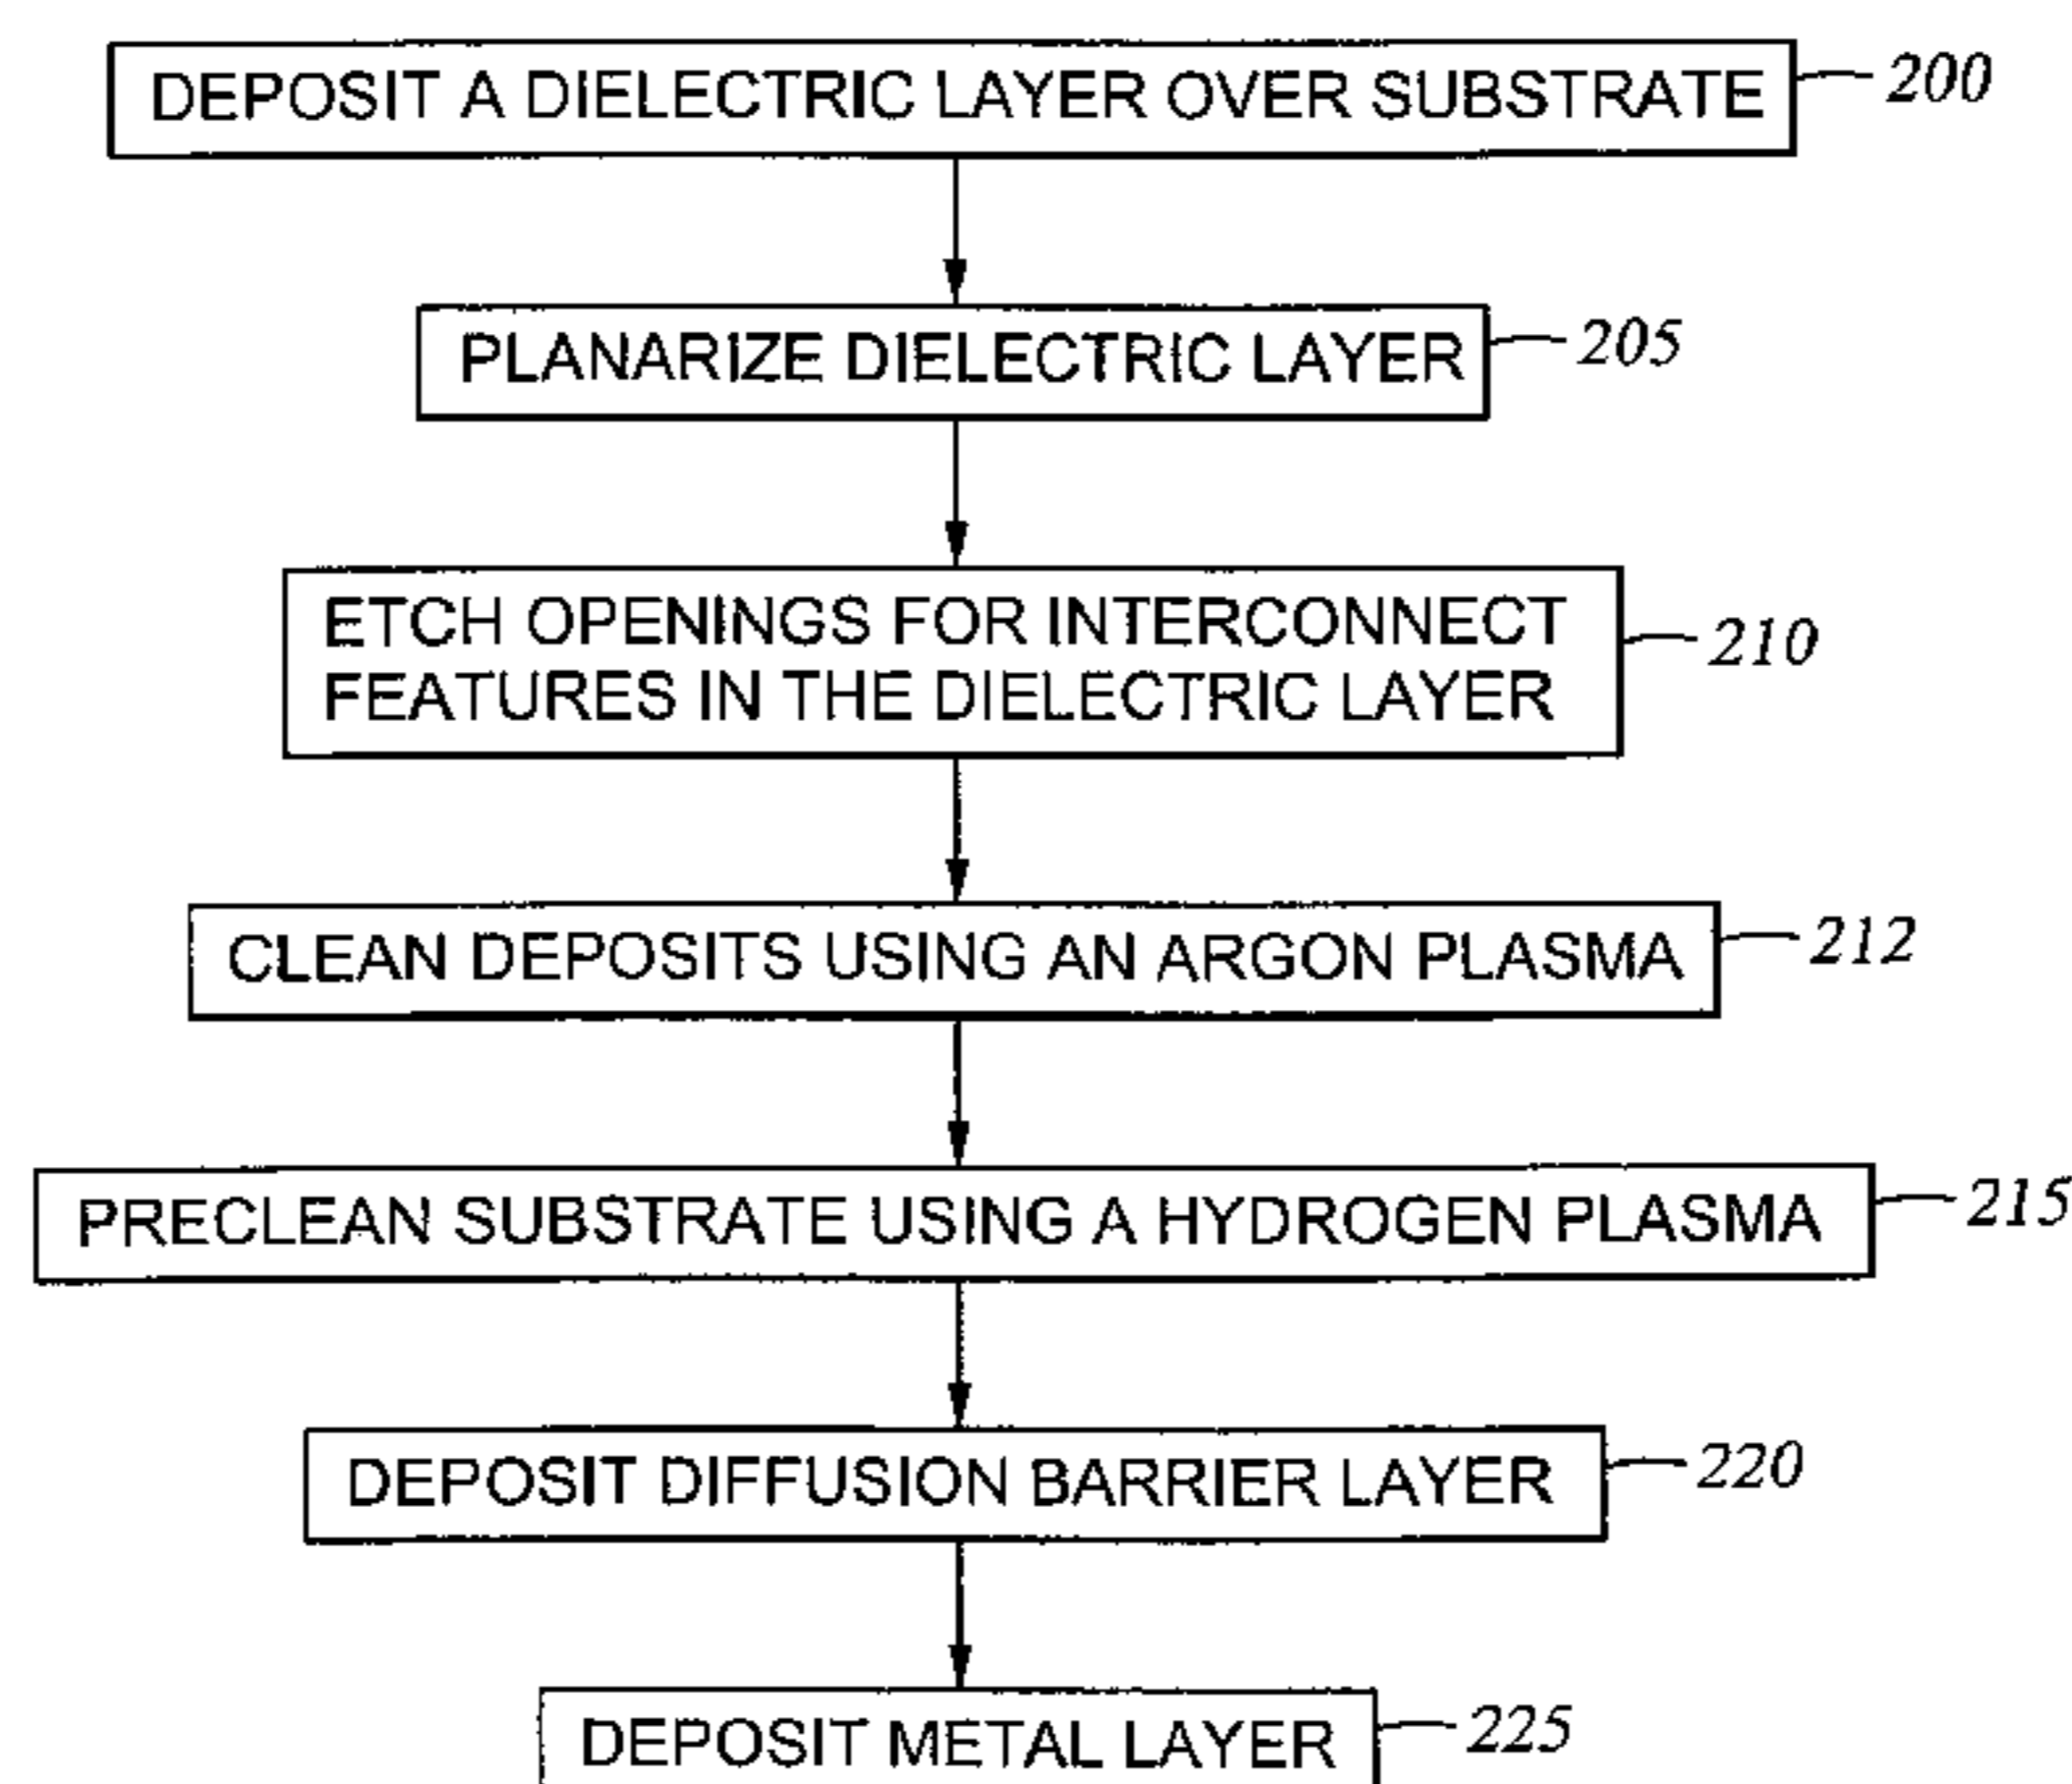 DEPOSIT A DIELECTRIC LAYER OVER SUBSTRATE 200
PLANARIZE DIELECTRIC LAYER 205
ETCH OPENINGS FOR INTERCONNECT
FEATURES IN THE DIELECTRIC LAYER 210
CLEAN DEPOSITS USING AN ARGON PLASMA 212
PRECLEAN SUBSTRATE USING A HYDROGEN PLASMA 215
DEPOSIT DIFFUSION BARRIER LAYER 220
DEPOSIT METAL LAYER 225